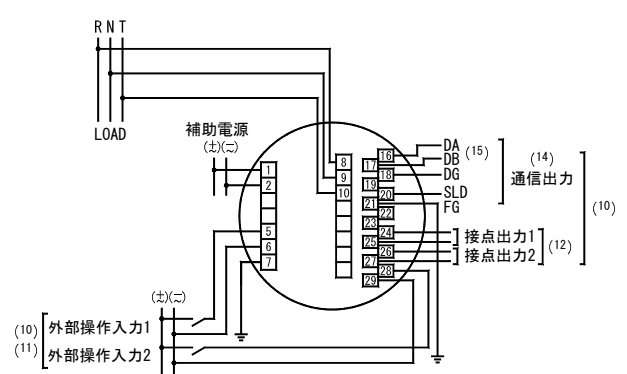 R N T
LOAD
補助電源
(±)(−)
1
2
5
6
7
8
9
10
16
17
18
19
20
21
22
23
24
25
26
27
28
29
DA
DB
DG
SLD
FG
(15)
(14)
通信出力
(10)
接点出力1
接点出力2
(12)
(±)(−)
(10)
(11)
外部操作入力1
外部操作入力2